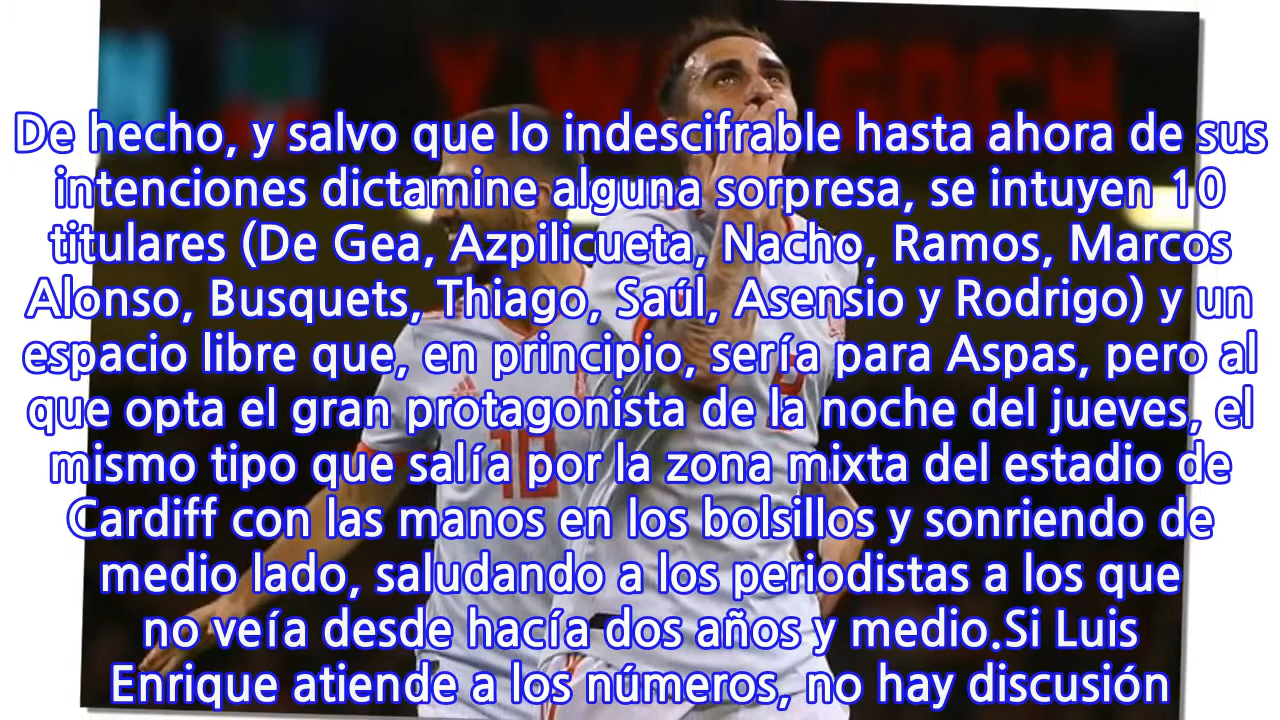 De hecho, y salvo que lo indescifrable hasta ahora de sus
intenciones dictamine alguna sorpresa, se intuyen 10
titulares (De Gea, Azpilicueta, Nacho, Ramos, Marcos
Alonso, Busquets, Thiago, Saúl, Asensio y Rodrigo) y un
espacio libre que, en principio, sería para Aspas, pero al
que opta el gran protagonista de la noche del jueves, el
mismo tipo que salía por la zona mixta del estadio de
Cardiff con las manos en los bolsillos y sonriendo de
medio lado, saludando a los periodistas a los que
no veía desde hacía dos años y medio.Si Luis
Enrique atiende a los números, no hay discusión